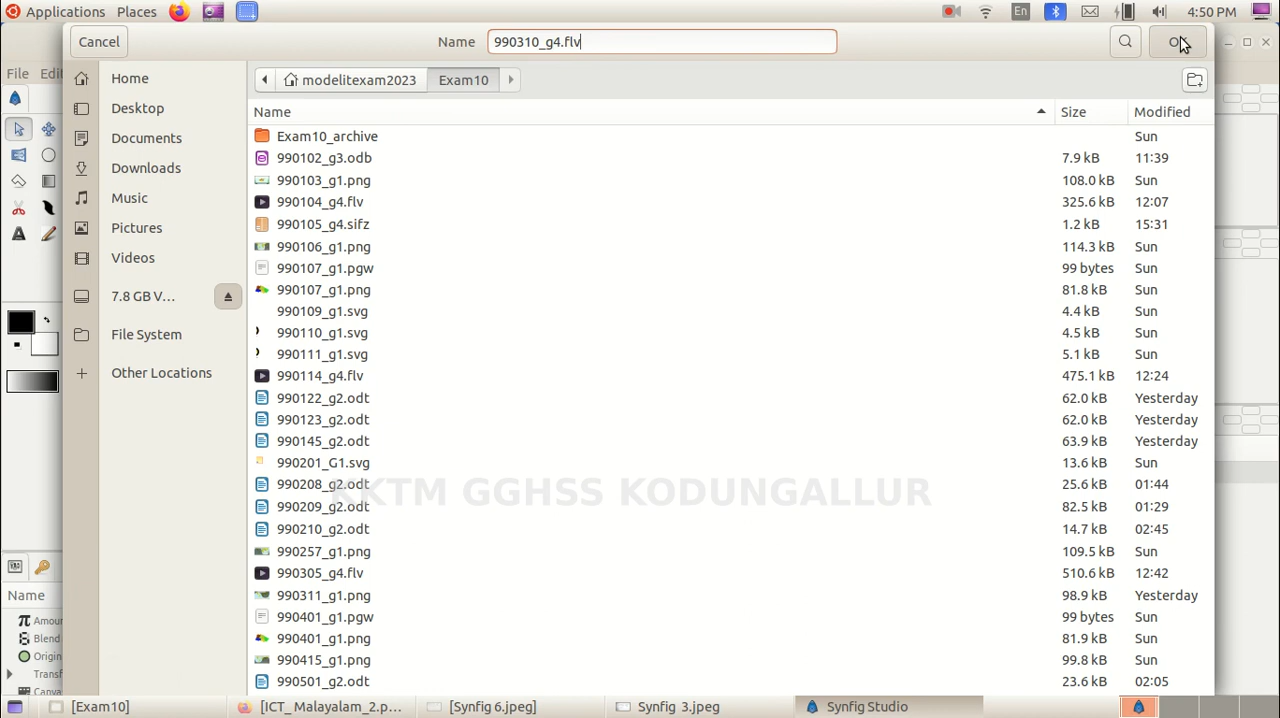 Applications Places En 4:50 PM
Cancel Name 990310_g4.flv
File Edi
modelitexam2023 Exam10
Home
Desktop
Documents
Downloads
Music
Pictures
Videos
7.8 GB V...
File System
Other Locations
Name Size Modified
Exam10_archive Sun
990102_g3.odb 7.9 kB 11:39
990103_g1.png 108.0 kB Sun
990104_g4.flv 325.6 kB 12:07
990105_g4.sifz 1.2 kB 15:31
990106_g1.png 114.3 kB Sun
990107_g1.pgw 99 bytes Sun
990107_g1.png 81.8 kB Sun
990109_g1.svg 4.4 kB Sun
990110_g1.svg 4.5 kB Sun
990111_g1.svg 5.1 kB Sun
990114_g4.flv 475.1 kB 12:24
990122_g2.odt 62.0 kB Yesterday
990123_g2.odt 62.0 kB Yesterday
990145_g2.odt 63.9 kB Yesterday
990201_G1.svg 13.6 kB Sun
990208_g2.odt 25.6 kB 01:44
KKTM GGHSS KODUNGALLUR
990209_g2.odt 82.5 kB 01:29
990210_g2.odt 14.7 kB 02:45
990257_g1.png 109.5 kB Sun
990305_g4.flv 510.6 kB 12:42
990311_g1.png 98.9 kB Yesterday
990401_g1.pgw 99 bytes Sun
990401_g1.png 81.9 kB Sun
990415_g1.png 99.8 kB Sun
990501_g2.odt 23.6 kB 02:05
Name
Amou
Blend
Origin
Transf
Canva
[Exam10] [ICT_Malayalam_2.p... [Synfig 6.jpeg] Synfig 3.jpeg Synfig Studio